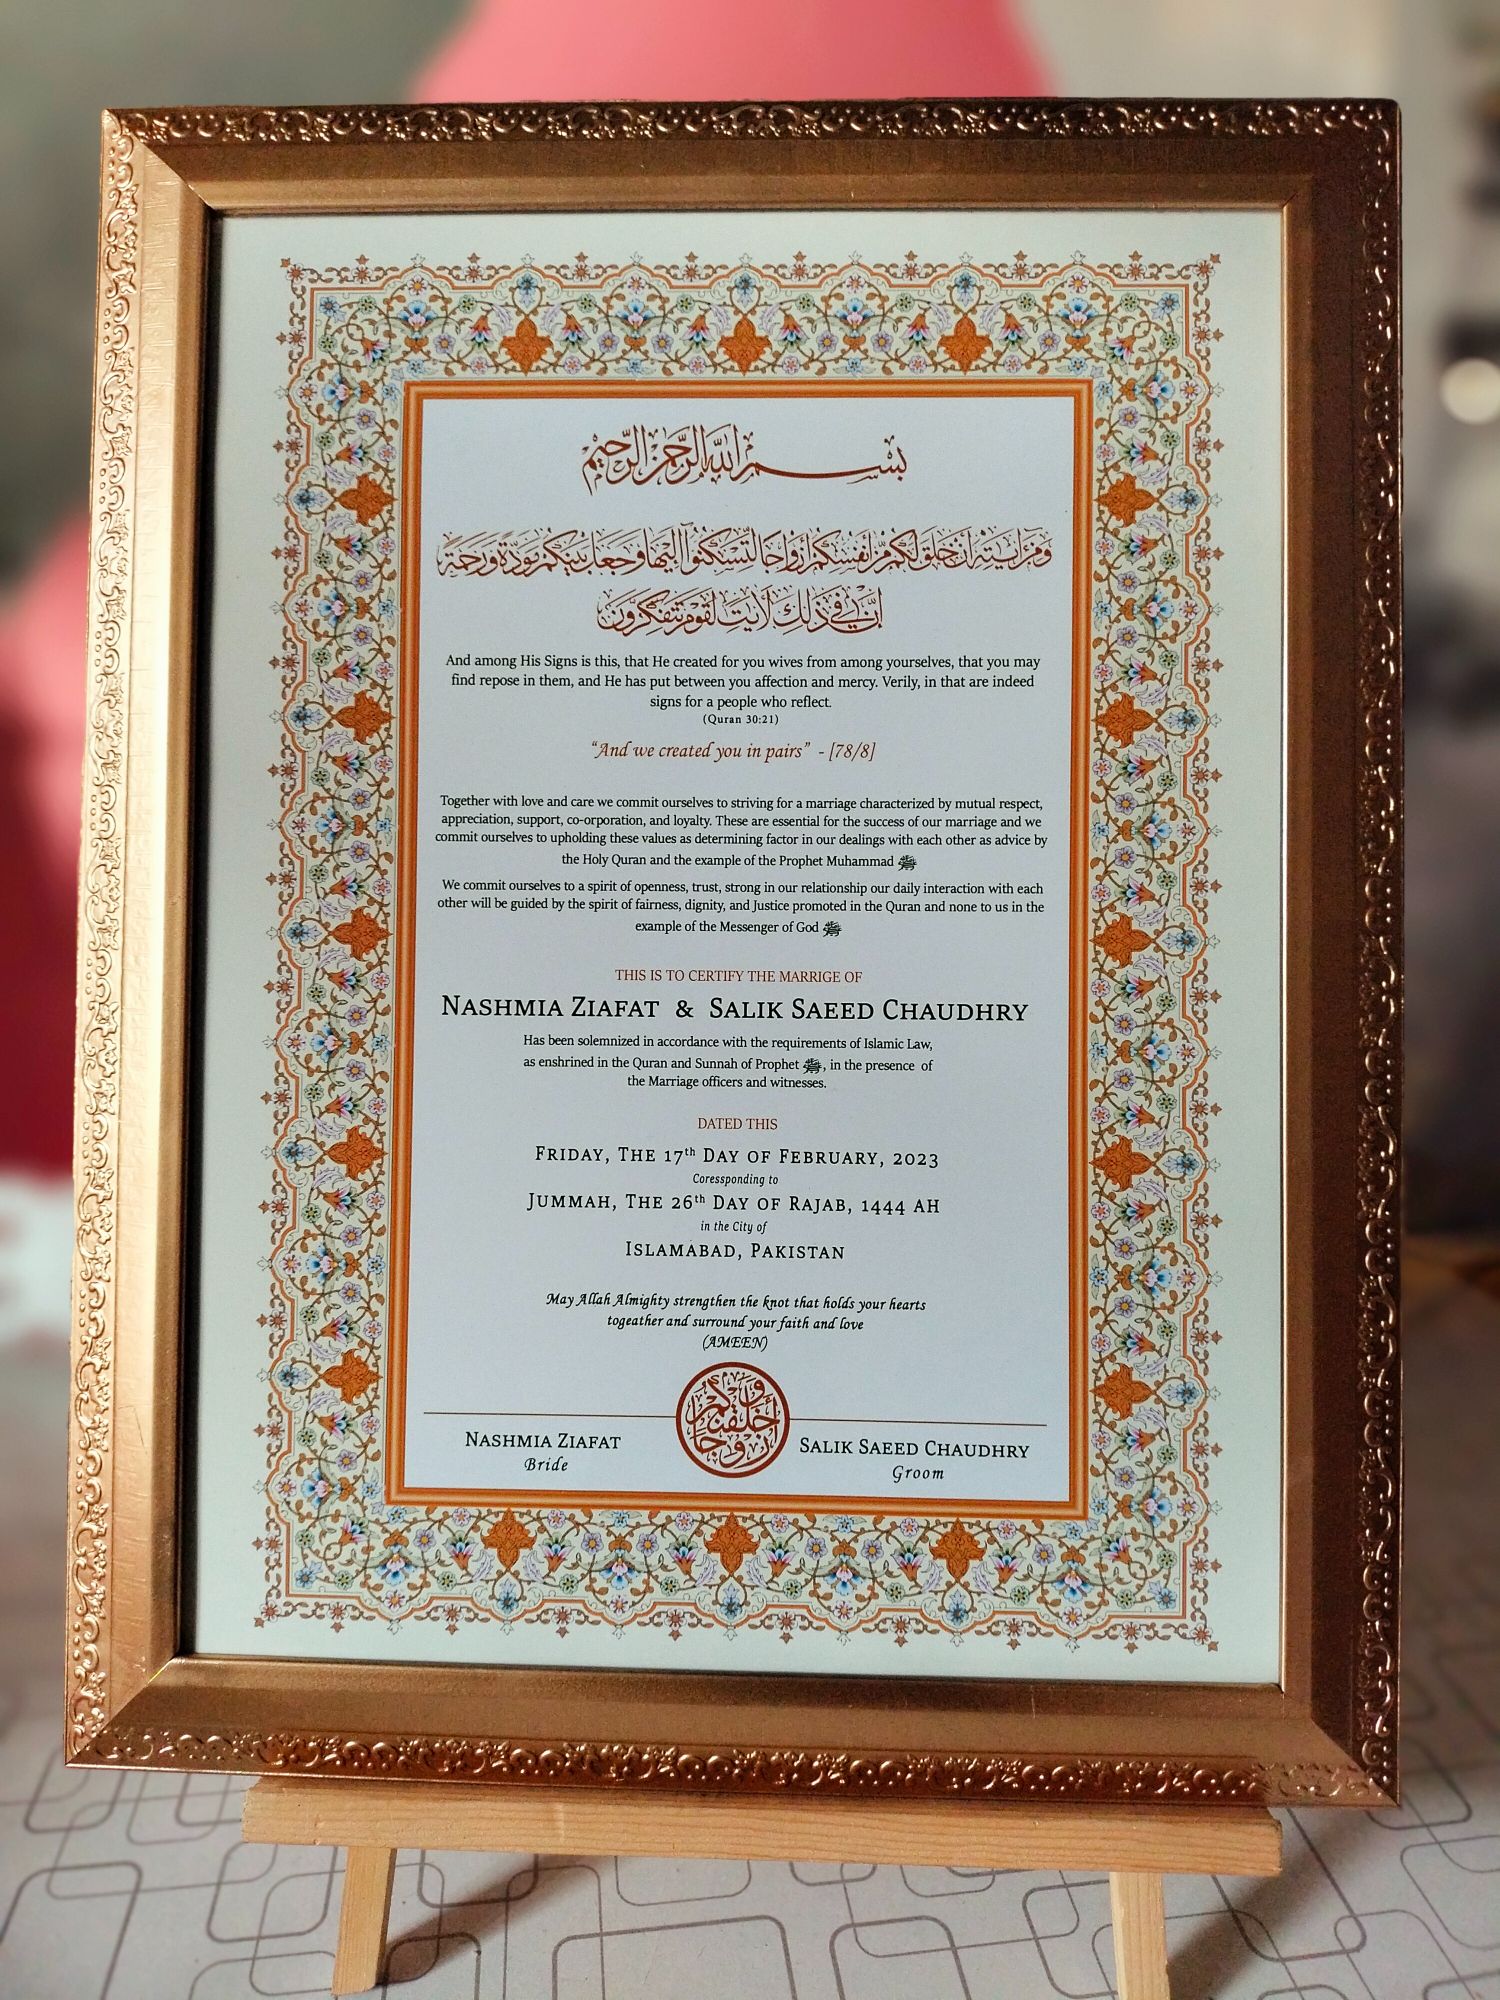 بسم الله الرحمن الرحيم
ومن ءايته أن خلق لكم من أنفسكم أزواجا لتسكنوا إليها وجعل بينكم مودة ورحمة
إن في ذلك لآيت لقوم يتفكرون
And among His Signs is this, that He created for you wives from among yourselves, that you may
find repose in them, and He has put between you affection and mercy. Verily, in that are indeed
signs for a people who reflect.
(Quran 30:21)
“And we created you in pairs” - [78/8]
Together with love and care we commit ourselves to striving for a marriage characterized by mutual respect,
appreciation, support, co-orporation, and loyalty. These are essential for the success of our marriage and we
commit ourselves to upholding these values as determining factor in our dealings with each other as advice by
the Holy Quran and the example of the Prophet Muhammad ﷺ
We commit ourselves to a spirit of openness, trust, strong in our relationship our daily interaction with each
other will be guided by the spirit of fairness, dignity, and Justice promoted in the Quran and none to us in the
example of the Messenger of God ﷺ
THIS IS TO CERTIFY THE MARRIGE OF
NASHMIA ZIAFAT & SALIK SAEED CHAUDHRY
Has been solemnized in accordance with the requirements of Islamic Law,
as enshrined in the Quran and Sunnah of Prophet ﷺ, in the presence of
the Marriage officers and witnesses.
DATED THIS
FRIDAY, THE 17th DAY OF FEBRUARY, 2023
Coressponding to
JUMMAH, THE 26th DAY OF RAJAB, 1444 AH
in the City of
ISLAMABAD, PAKISTAN
May Allah Almighty strengthen the knot that holds your hearts
togeather and surround your faith and love
(AMEEN)
وخلقنكم أزواجا
NASHMIA ZIAFAT
Bride
SALIK SAEED CHAUDHRY
Groom